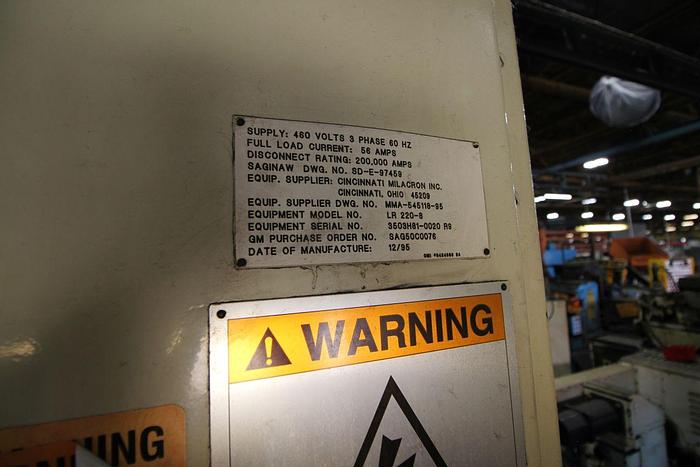 SUPPLY: 460 VOLTS 3 PHASE 60 HZ
FULL LOAD CURRENT: 56 AMPS
DISCONNECT RATING: 200,000 AMPS
SAGINAW DWG. NO. SD-E-97459
EQUIP. SUPPLIER: CINCINNATI MILACRON INC.
CINCINNATI, OHIO 45209
EQUIP. SUPPLIER DWG. NO. MMA-545118-95
EQUIPMENT MODEL NO. LR 220-8
EQUIPMENT SERIAL NO. 3503H81-0020 R9
GM PURCHASE ORDER NO. SAG50C0076
DATE OF MANUFACTURE: 12/95
WARNING